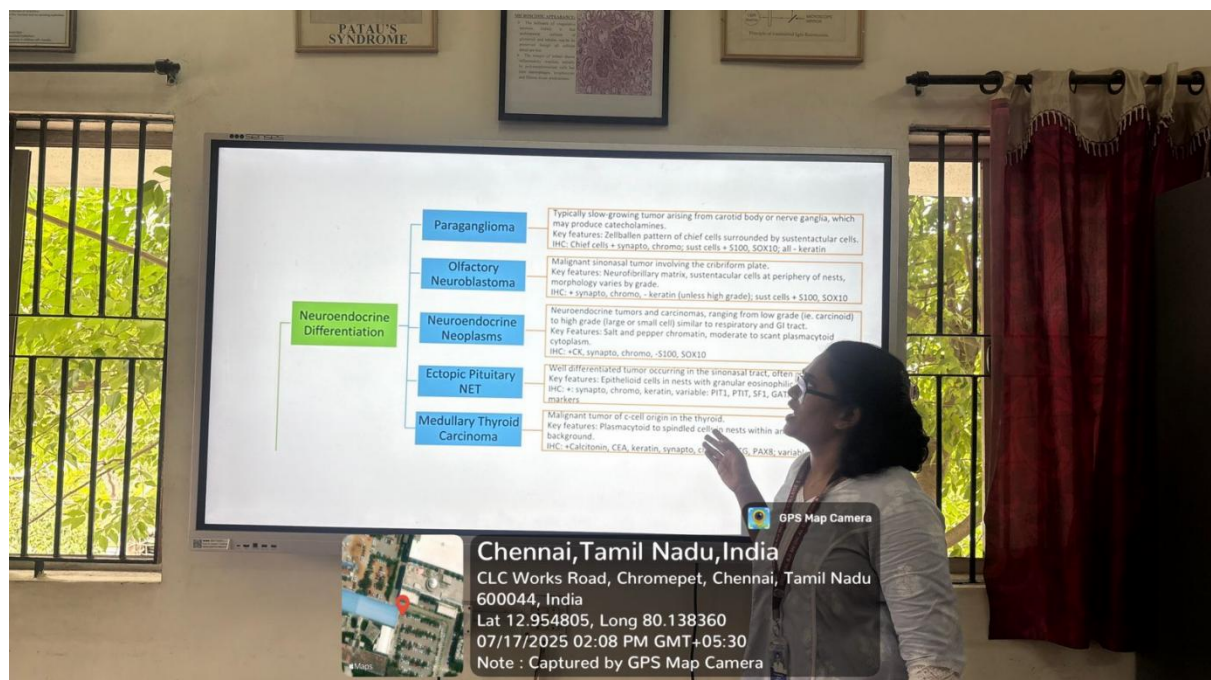 PATAU'S
SYNDROME
MICROSCOPIC APPEARANCE:
Neuroendocrine
Differentiation
Paraganglioma
Typically slow-growing tumor arising from carotid body or nerve ganglia, which
may produce catecholamines.
Key features: Zellballen pattern of chief cells surrounded by sustentactular cells.
IHC: Chief cells + synapto, chromo; sust cells + S100, SOX10; all - keratin
Olfactory
Neuroblastoma
Malignant sinonasal tumor involving the cribriform plate.
Key features: Neurofibrillary matrix, sustentacular cells at periphery of nests,
morphology varies by grade.
IHC: + synapto, chromo, - keratin (unless high grade); sust cells + S100, SOX10
Neuroendocrine
Neoplasms
Neuroendocrine tumors and carcinomas, ranging from low grade (ie. carcinoid)
to high grade (large or small cell) similar to respiratory and GI tract.
Key Features: Salt and pepper chromatin, moderate to scant plasmacytoid
cytoplasm.
IHC: +CK, synapto, chromo, -S100, SOX10
Ectopic Pituitary
NET
Well differentiated tumor occurring in the sinonasal tract, often
Key features: Epithelioid cells in nests with granular eosinophilic
IHC: +: synapto, chromo, keratin, variable: PIT1, PTIT, SF1,
markers
Medullary Thyroid
Carcinoma
Malignant tumor of c-cell origin in the thyroid.
Key features: Plasmacytoid to spindled cells in nests within
background.
IHC: +Calcitonin, CEA, keratin, synapto, PAX8;
GPS Map Camera
Chennai,Tamil Nadu,India
CLC Works Road, Chromepet, Chennai, Tamil Nadu
600044, India
Lat 12.954805, Long 80.138360
07/17/2025 02:08 PM GMT+05:30
Note : Captured by GPS Map Camera
Maps